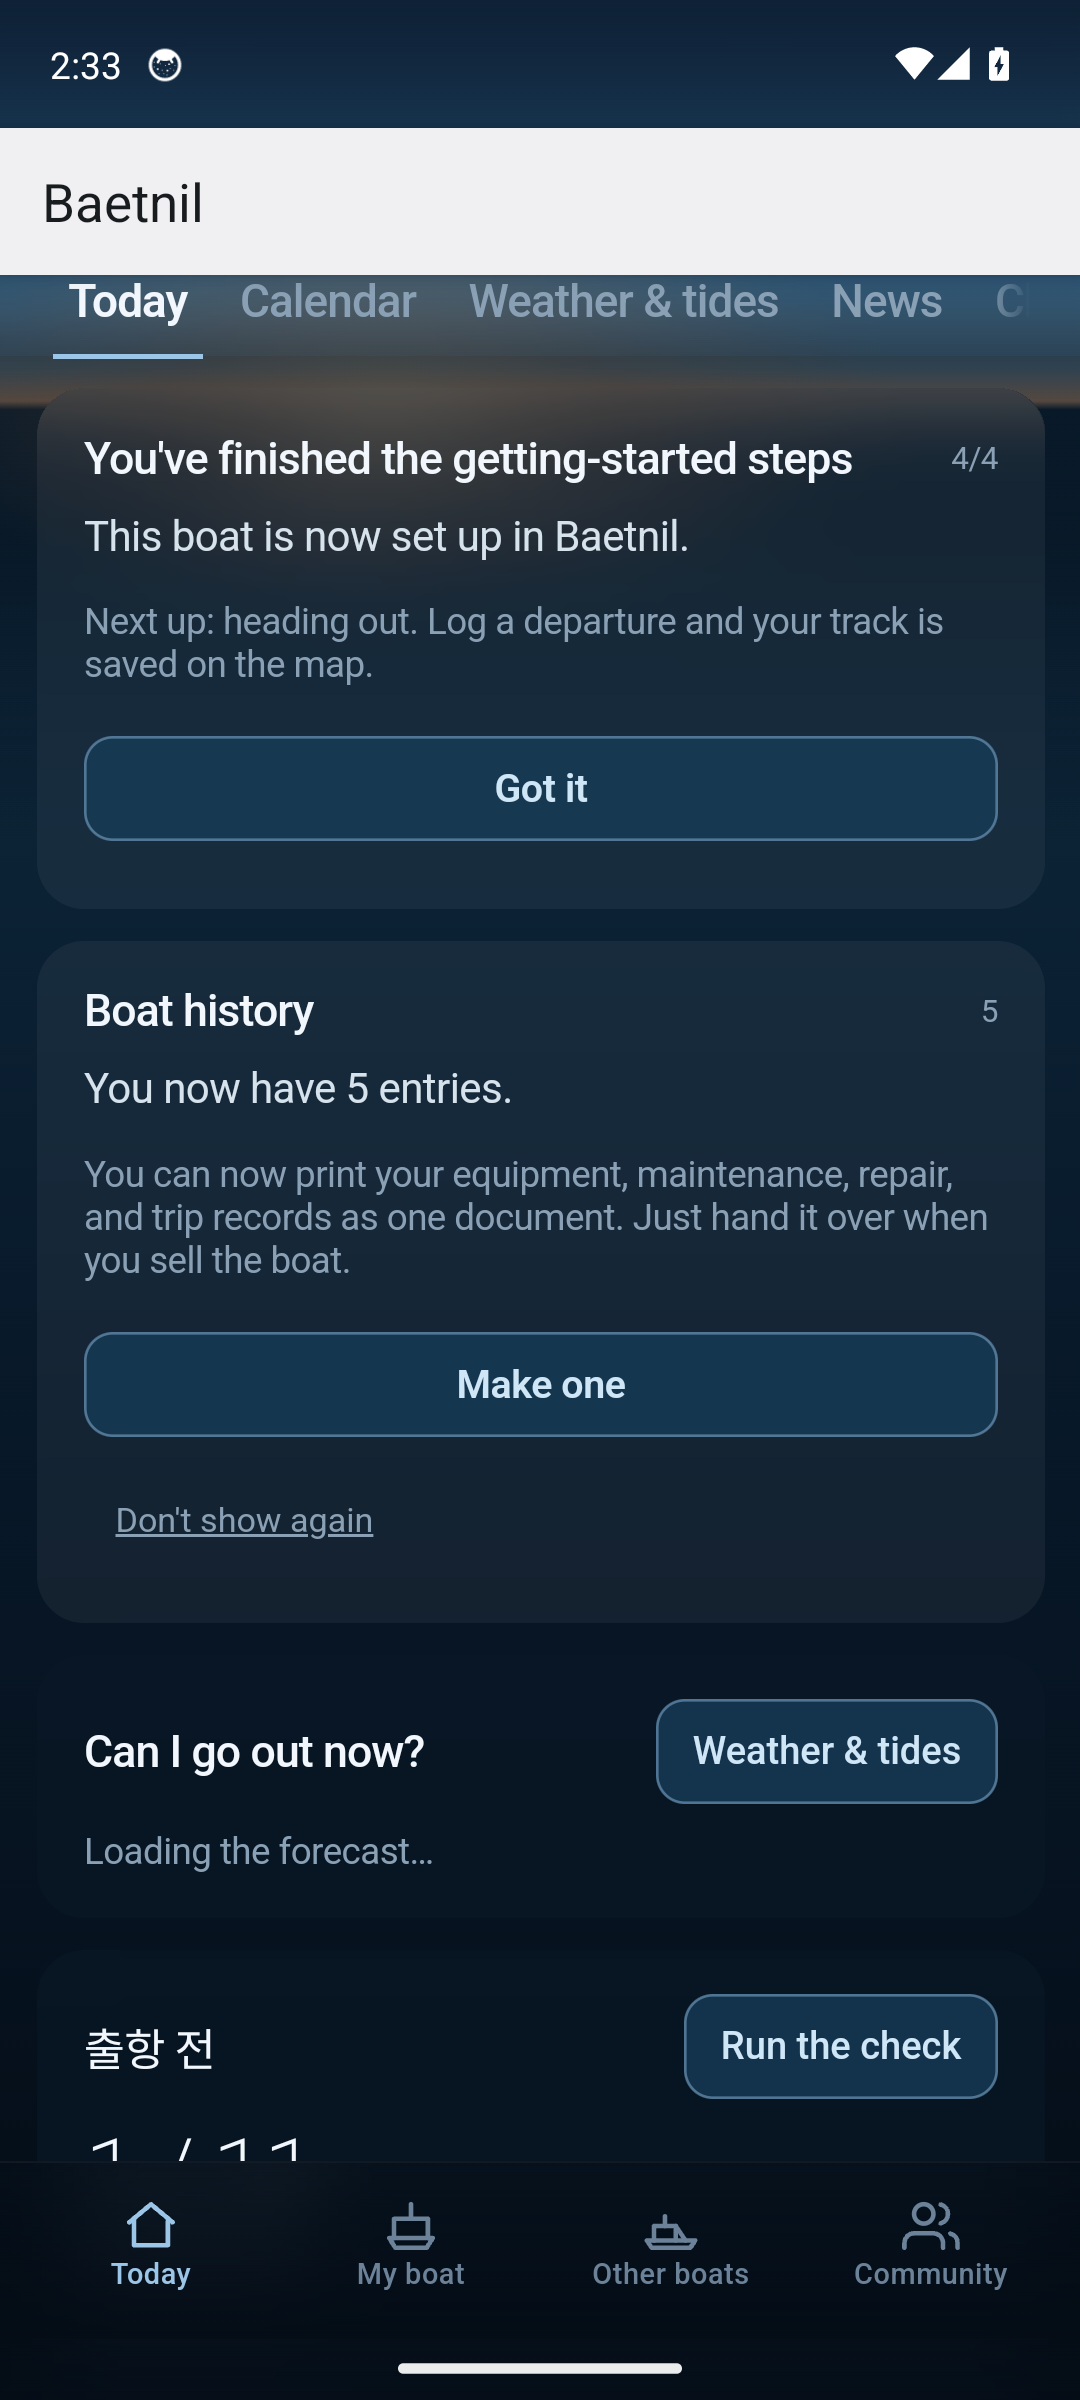 2:33
Baetnil
Today Calendar Weather & tides News
You've finished the getting-started steps 4/4
This boat is now set up in Baetnil.
Next up: heading out. Log a departure and your track is
saved on the map.
Got it
Boat history 5
You now have 5 entries.
You can now print your equipment, maintenance, repair,
and trip records as one document. Just hand it over when
you sell the boat.
Make one
Don't show again
Can I go out now? Weather & tides
Loading the forecast...
출항 전 Run the check
1 / 11
Today My boat Other boats Community